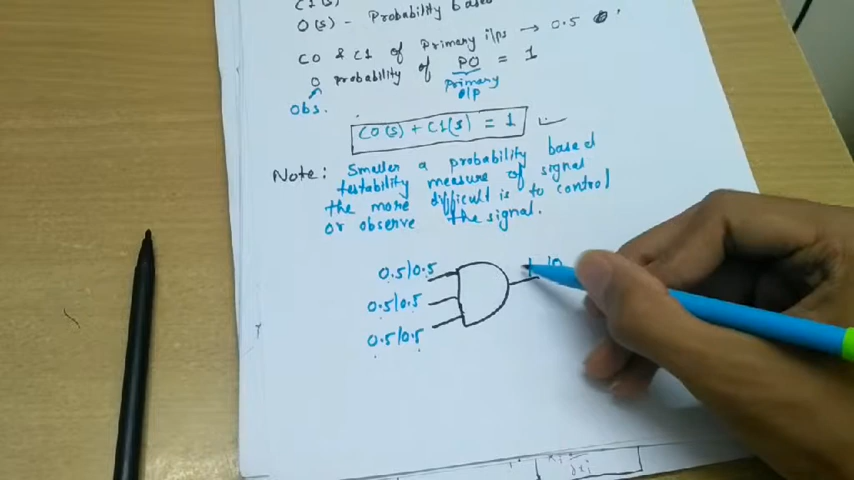 O(s) - Probability based
C0 & C1 of Primary i/ps → 0.5
O probability of PO = 1
Obs.
Primary
o/p
C0(s) + C1(s) = 1
Note: Smaller a probability based
testability measure of signal
the more difficult is to control
or observe the signal.
0.5/0.5
0.5/0.5
0.5/0.5